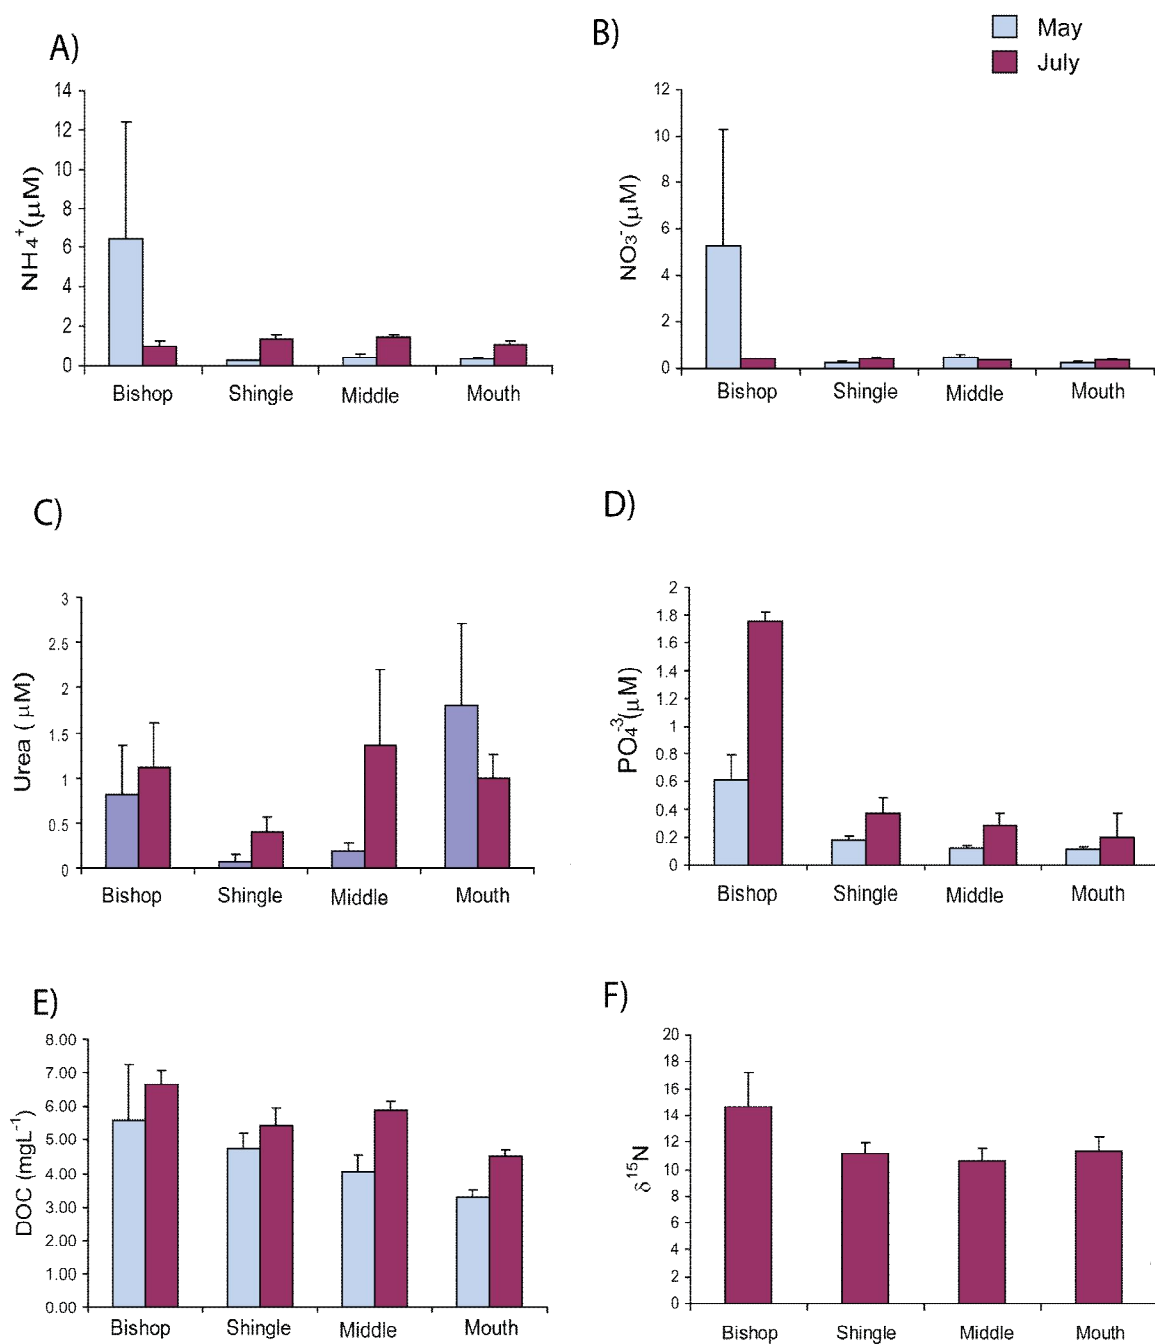 A)
B)
May
July
NH₄⁺(μM)
14
12
10
8
6
4
2
0
Bishop Shingle Middle Mouth
NO₃⁻(μM)
12
10
8
6
4
2
0
Bishop Shingle Middle Mouth
C)
D)
Urea ( μM)
3
2.5
2
1.5
1
0.5
0
Bishop Shingle Middle Mouth
PO₄⁻³(μM)
2
1.8
1.6
1.4
1.2
1
0.8
0.6
0.4
0.2
0
Bishop Shingle Middle Mouth
E)
F)
DOC (mgL⁻¹)
8.00
7.00
6.00
5.00
4.00
3.00
2.00
1.00
0.00
Bishop Shingle Middle Mouth
δ¹⁵N
20
18
16
14
12
10
8
6
4
2
0
Bishop Shingle Middle Mouth